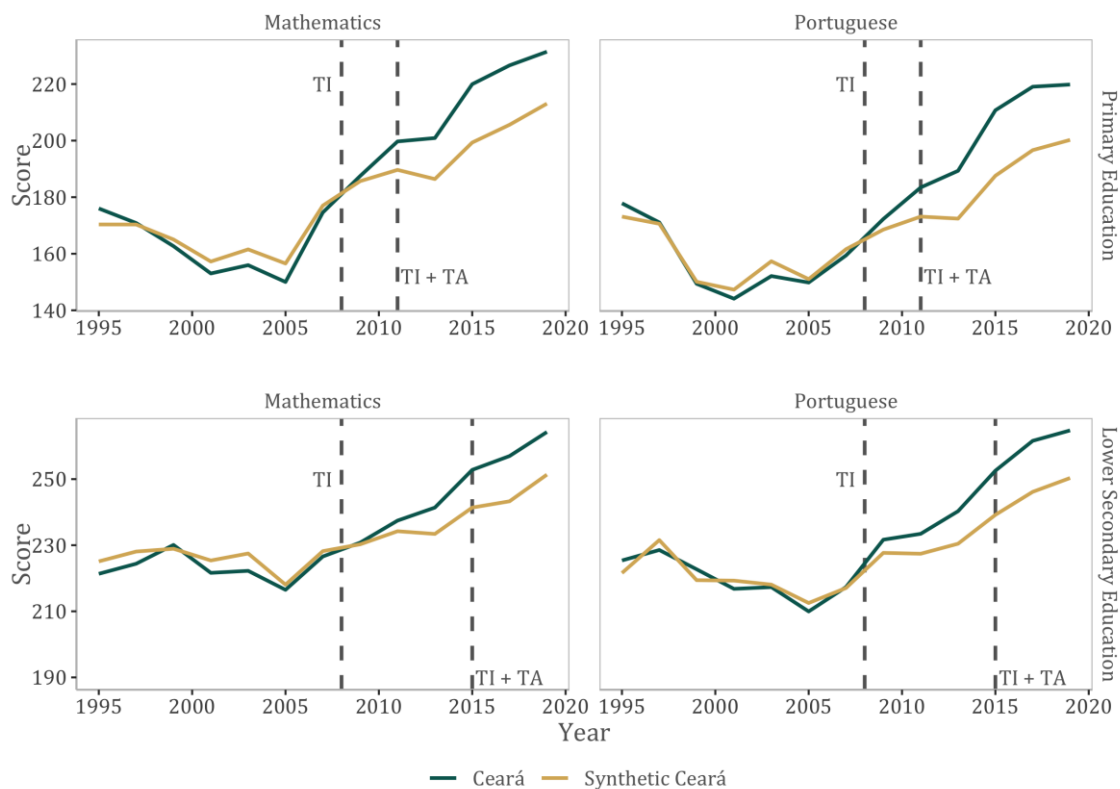 Mathematics
Portuguese
Score
220
200
180
160
140
TI
TI + TA
TI
TI + TA
Primary Education
1995 2000 2005 2010 2015 2020
1995 2000 2005 2010 2015 2020
Mathematics
Portuguese
Score
250
230
210
190
TI
TI + TA
TI
TI + TA
Lower Secondary Education
1995 2000 2005 2010 2015 2020
1995 2000 2005 2010 2015 2020
Year
Ceará Synthetic Ceará